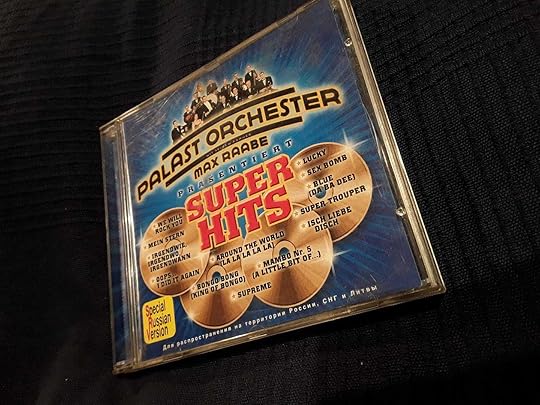 PALAST ORCHESTER
MAX RAABE
PRÄSENTIERT
SUPER
HITS
WE WILL
ROCK YOU
MEIN STERN
IRGENDWIE,
IRGENDWO,
IRGENDWANN
OOPS...
I DID IT AGAIN
LUCKY
SEX BOMB
BLUE
(DA BA DEE)
SUPER TROUPER
ISCH LIEBE
DISCH
AROUND THE WORLD
(LA LA LA LA LA)
BONGO BONG
(KING OF BONGO)
MAMBO Nr. 5
(A LITTLE BIT OF...)
SUPREME
Special
Russian
Version
Для распространения на территории России, СНГ и Литвы